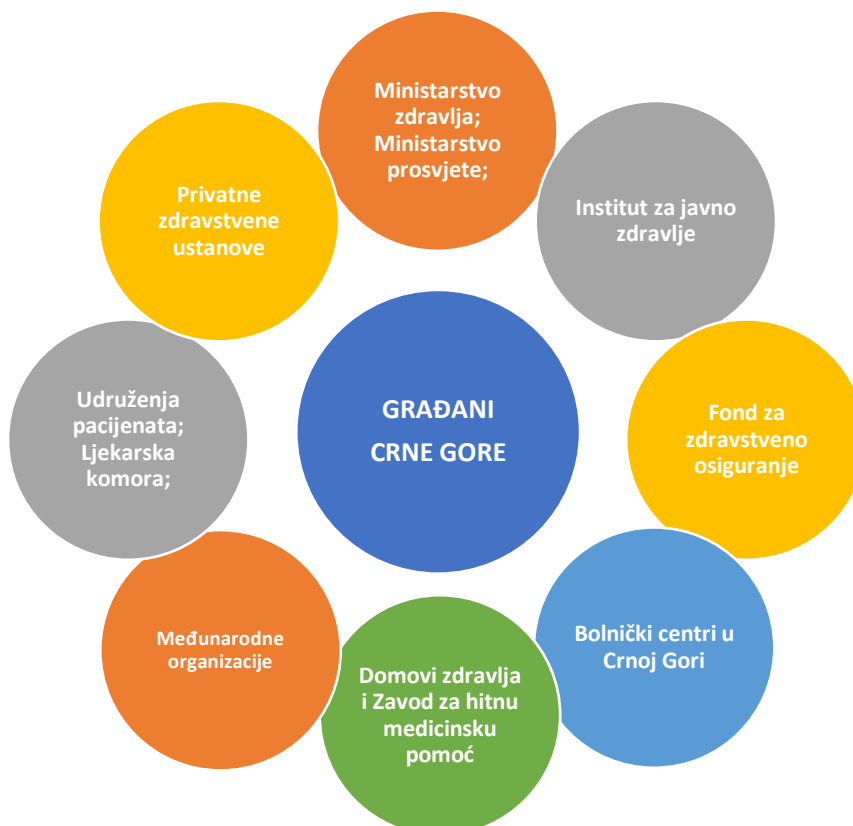 Ministarstvo
zdravlja;
Ministarstvo
prosvjete;
Institut za javno
zdravlje
Fond za
zdravstveno
osiguranje
Bolnički centri u
Crnoj Gori
Domovi zdravlja
i Zavod za hitnu
medicinsku
pomoć
Međunarodne
organizacije
Udruženja
pacijenata;
Ljekarska
komora;
Privatne
zdravstvene
ustanove
GRAĐANI
CRNE GORE